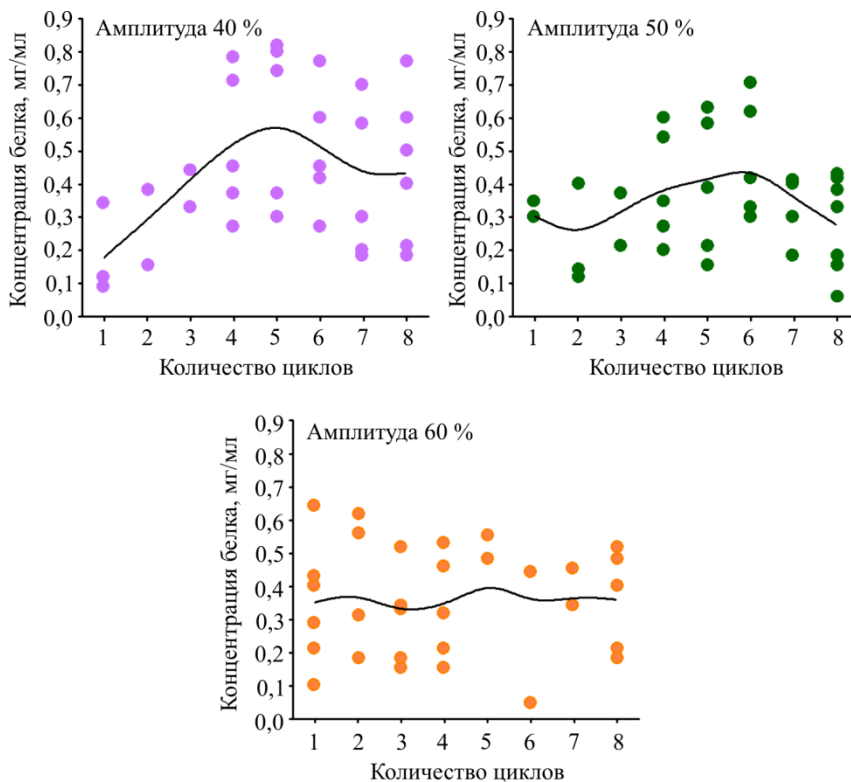 Амплитуда 40 %
Концентрация белка, мг/мл
0,9
0,8
0,7
0,6
0,5
0,4
0,3
0,2
0,1
0,0
1 2 3 4 5 6 7 8
Количество циклов
Амплитуда 50 %
Концентрация белка, мг/мл
0,9
0,8
0,7
0,6
0,5
0,4
0,3
0,2
0,1
0,0
1 2 3 4 5 6 7 8
Количество циклов
Амплитуда 60 %
Концентрация белка, мг/мл
0,9
0,8
0,7
0,6
0,5
0,4
0,3
0,2
0,1
0,0
1 2 3 4 5 6 7 8
Количество циклов